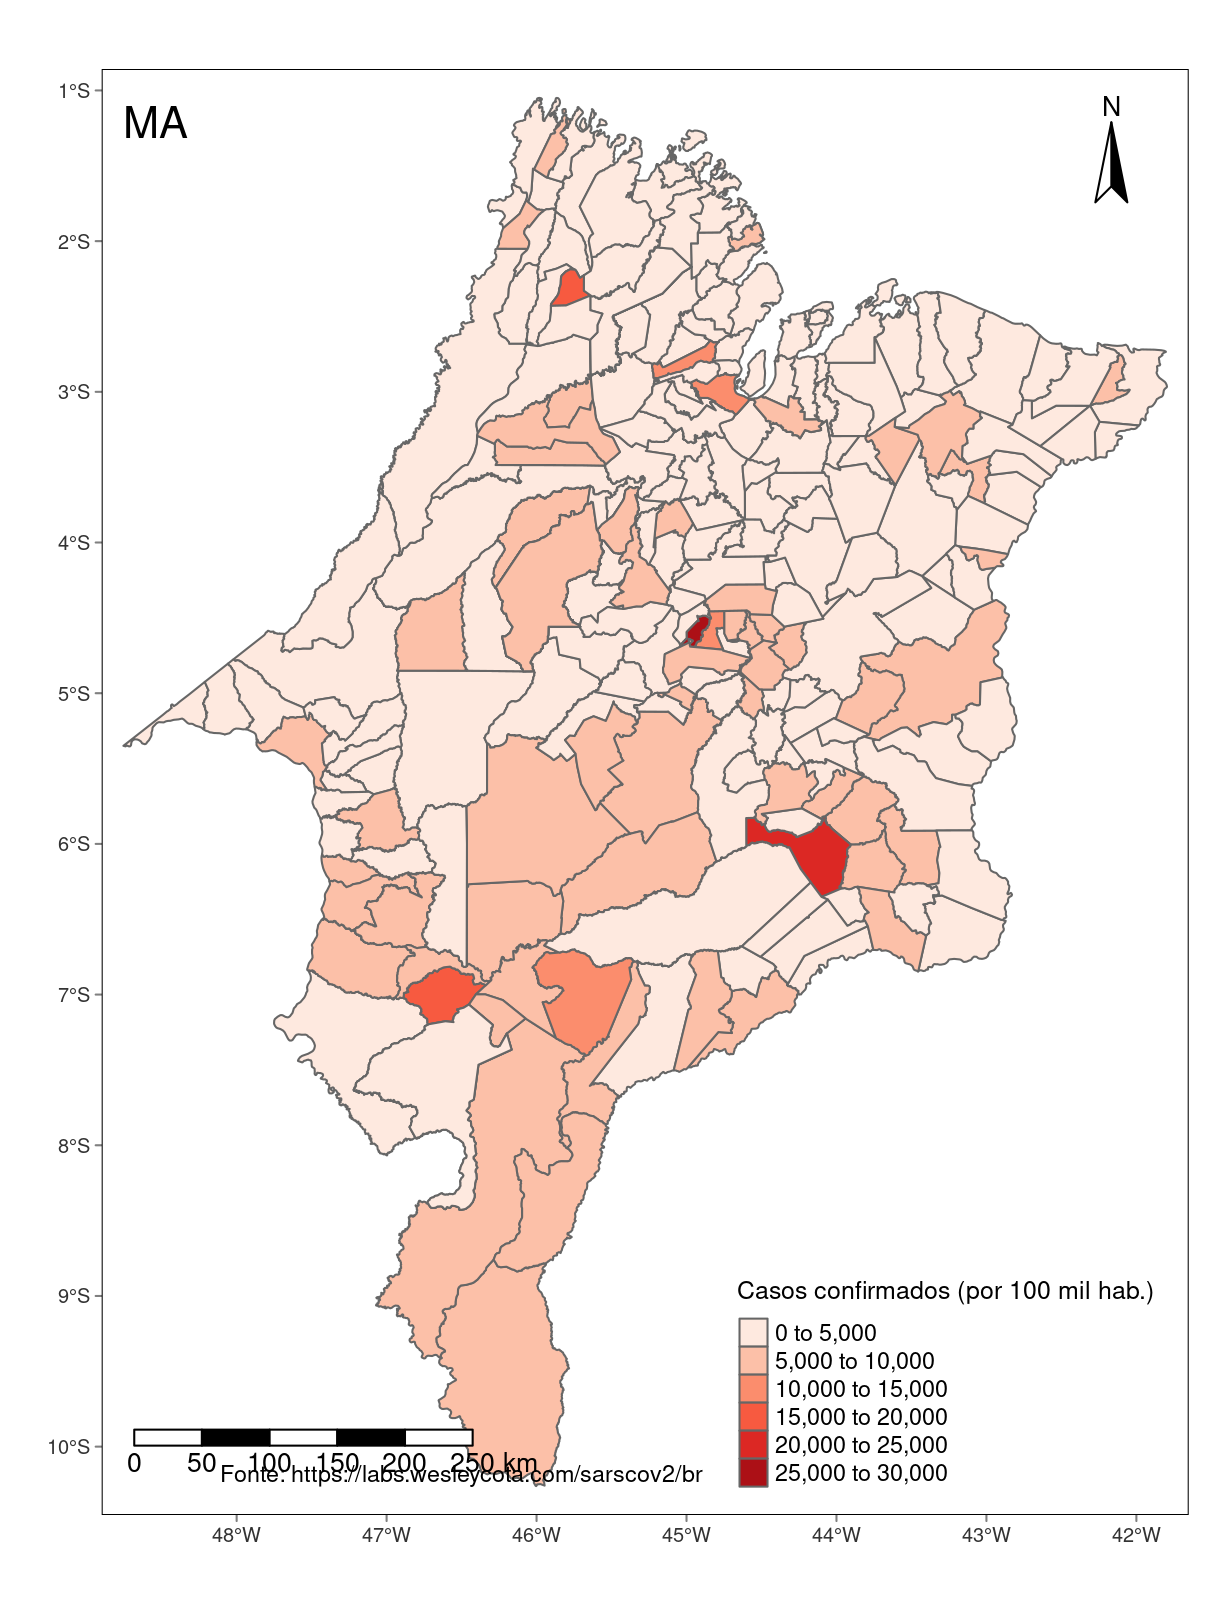 MA
N
1°S
2°S
3°S
4°S
5°S
6°S
7°S
8°S
9°S
10°S
Casos confirmados (por 100 mil hab.)
0 to 5,000
5,000 to 10,000
10,000 to 15,000
15,000 to 20,000
20,000 to 25,000
25,000 to 30,000
0 50 100 150 200 250 km
Fonte: https://labs.wesleycota.com/sarscov2/br
48°W 47°W 46°W 45°W 44°W 43°W 42°W